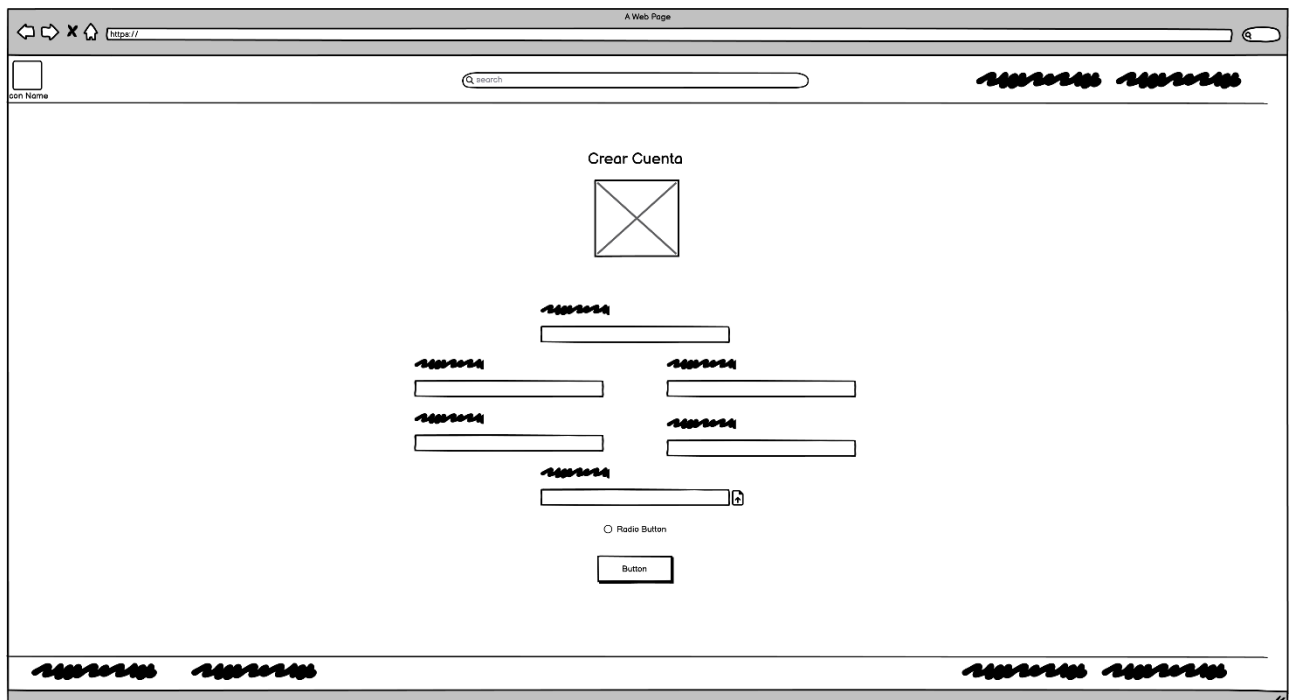 A Web Page
https://
search
con Name
Crear Cuenta
Radio Button
Button